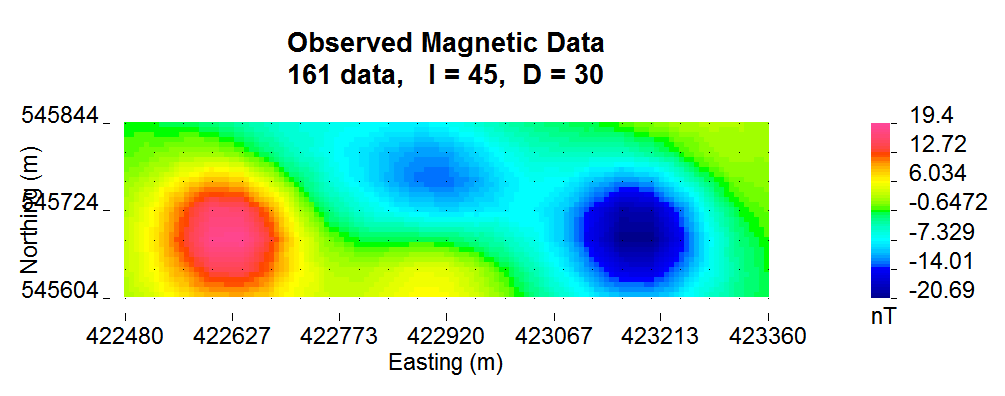 Observed Magnetic Data
161 data, I = 45, D = 30
545844
545724
545604
Northing (m)
422480 422627 422773 422920 423067 423213 423360
Easting (m)
19.4
12.72
6.034
-0.6472
-7.329
-14.01
-20.69
nT